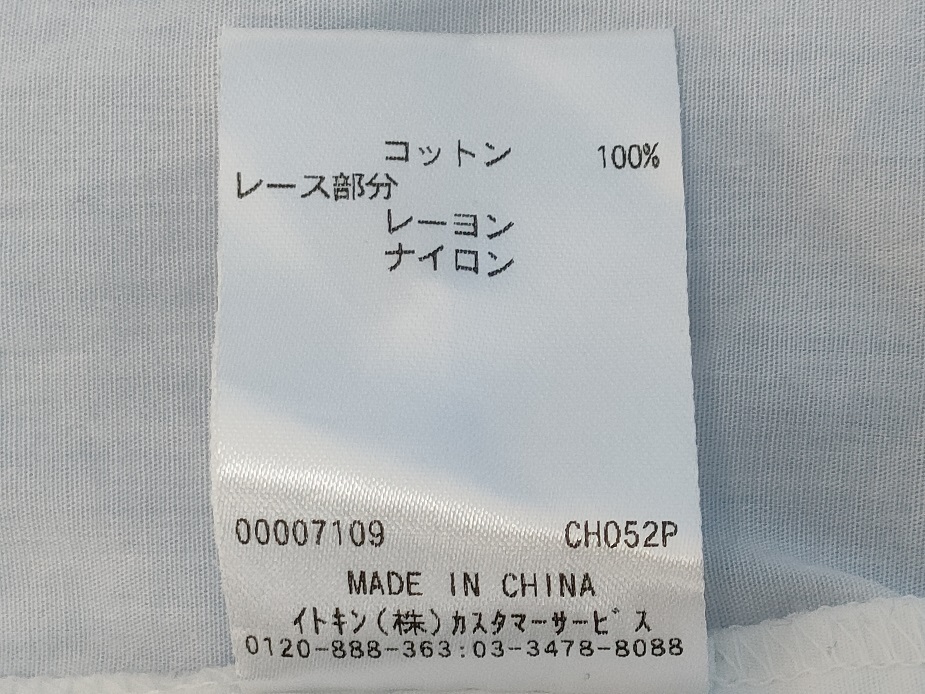 コットン 100%
レース部分
レーヨン
ナイロン
00007109 CH052P
MADE IN CHINA
イトキン(株)カスタマーサービス
0120-888-363:03-3478-8088